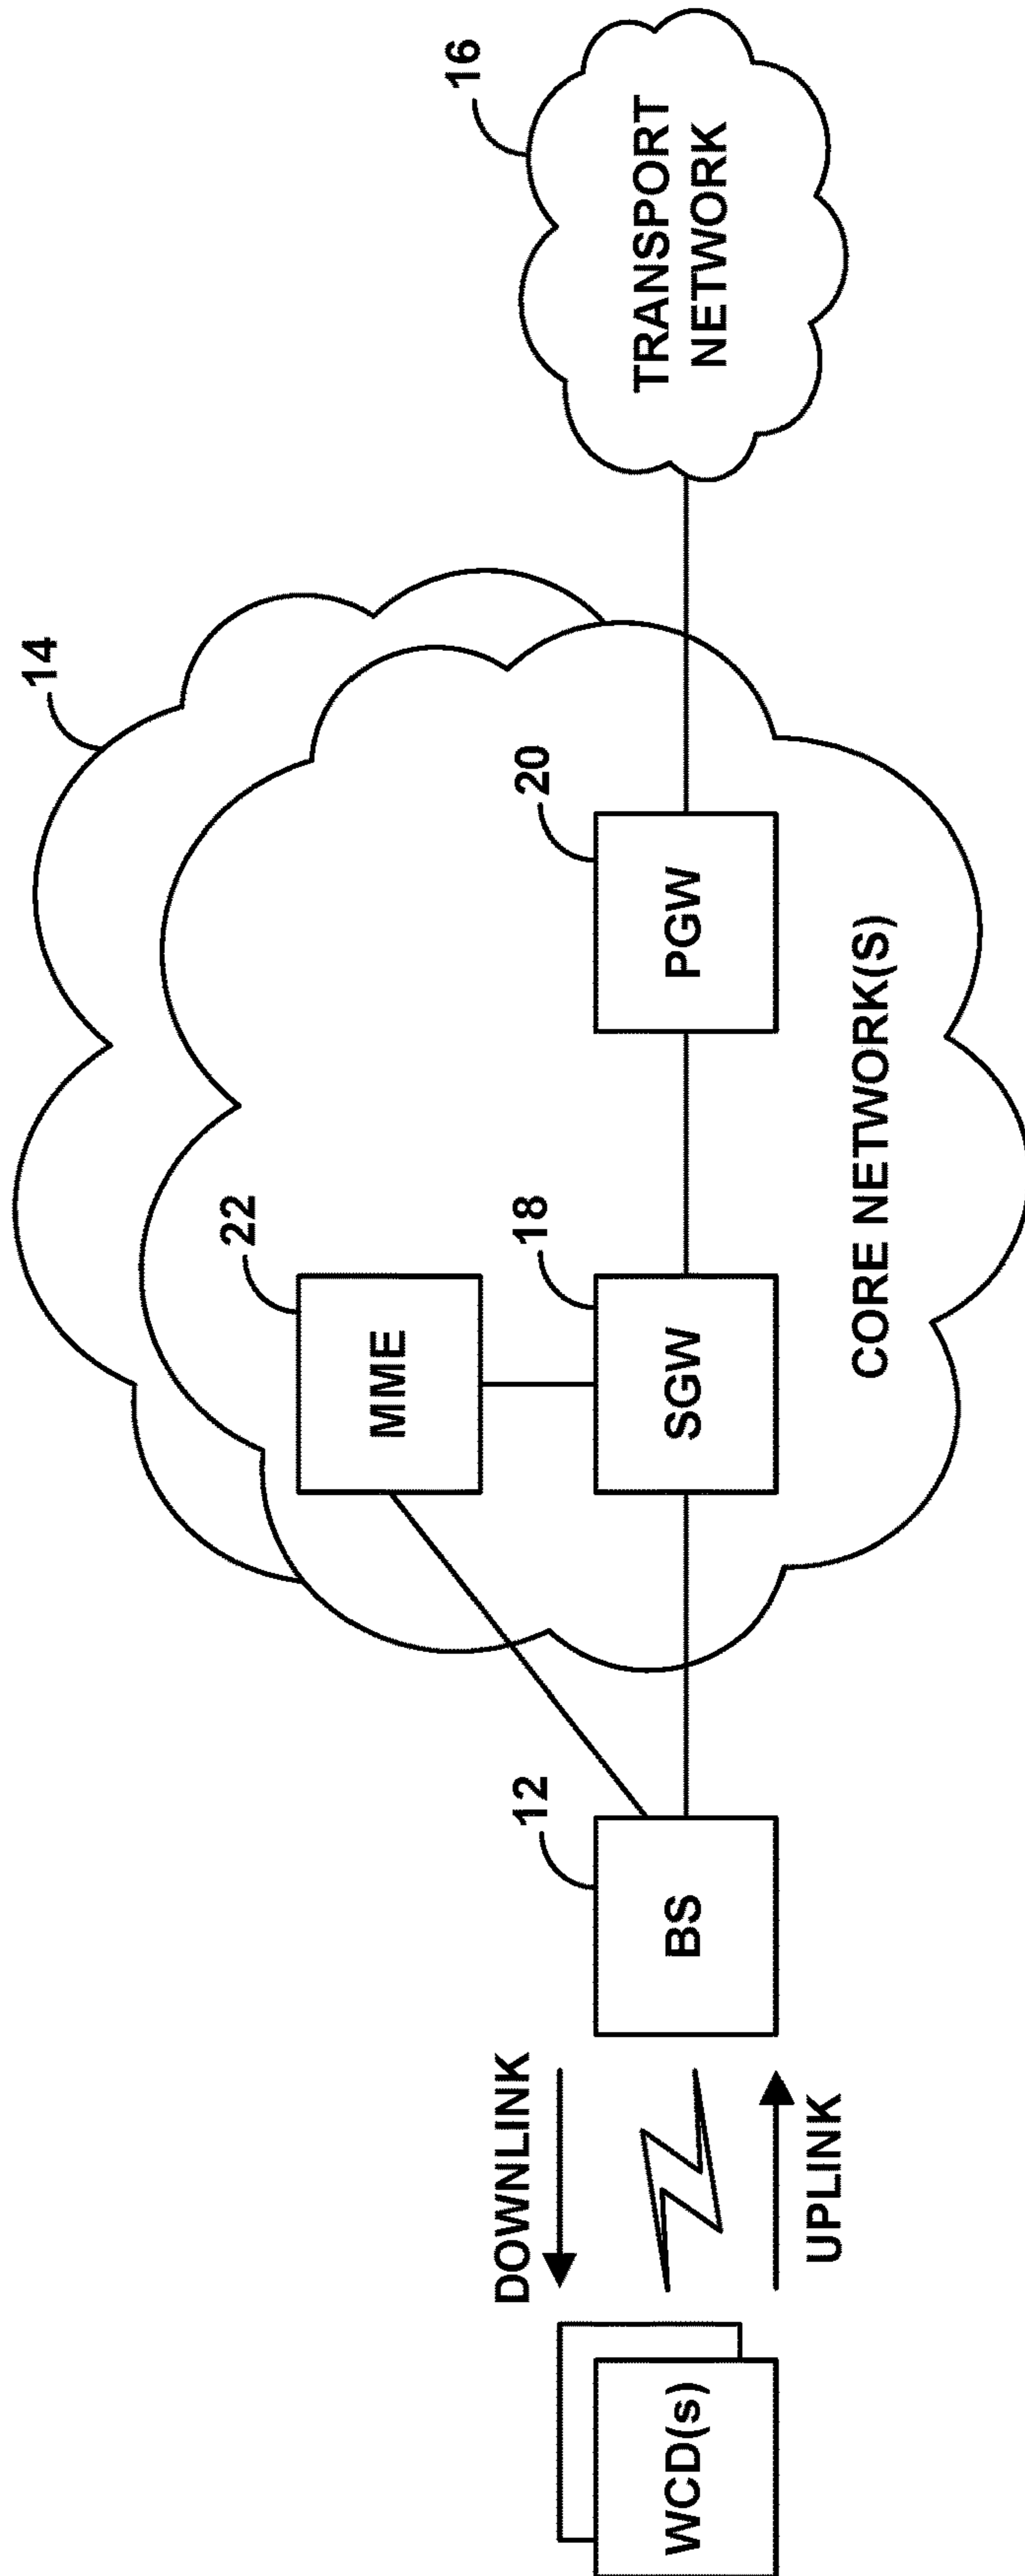 14
16
22
MME
TRANSPORT
NETWORK
DOWNLINK
12
18
20
WCD(s)
BS
SGW
PGW
UPLINK
CORE NETWORK(S)